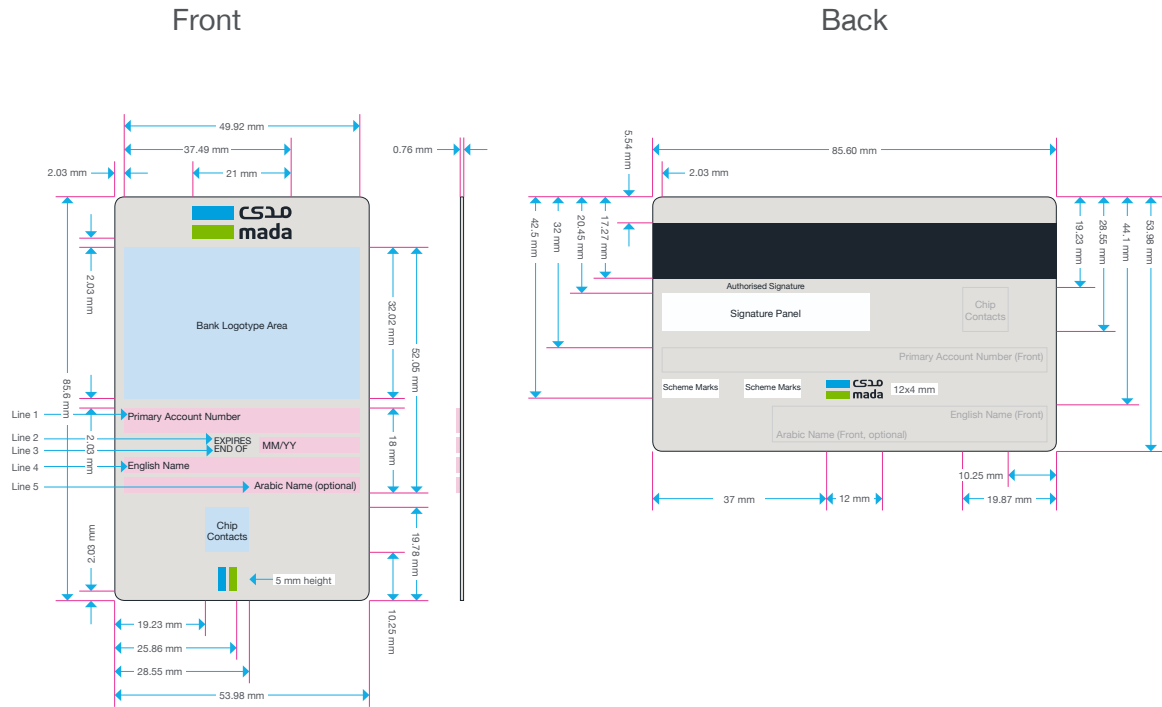 Front
Back
49.92 mm
37.49 mm
2.03 mm
21 mm
0.76 mm
مدى
mada
2.03 mm
Bank Logotype Area
32.02 mm
52.05 mm
85.6 mm
Line 1
Primary Account Number
Line 2
EXPIRES
MM/YY
Line 3
END OF
2.03 mm
18 mm
Line 4
English Name
Line 5
Arabic Name (optional)
Chip
Contacts
2.03 mm
19.78 mm
5 mm height
10.25 mm
19.23 mm
25.86 mm
28.55 mm
53.98 mm
5.54 mm
85.60 mm
2.03 mm
42.5 mm
32 mm
20.45 mm
17.27 mm
19.23 mm
28.55 mm
44.1 mm
53.98 mm
Authorised Signature
Signature Panel
Chip
Contacts
Primary Account Number (Front)
Scheme Marks
Scheme Marks
مدى
mada
12x4 mm
English Name (Front)
Arabic Name (Front, optional)
10.25 mm
37 mm
12 mm
19.87 mm